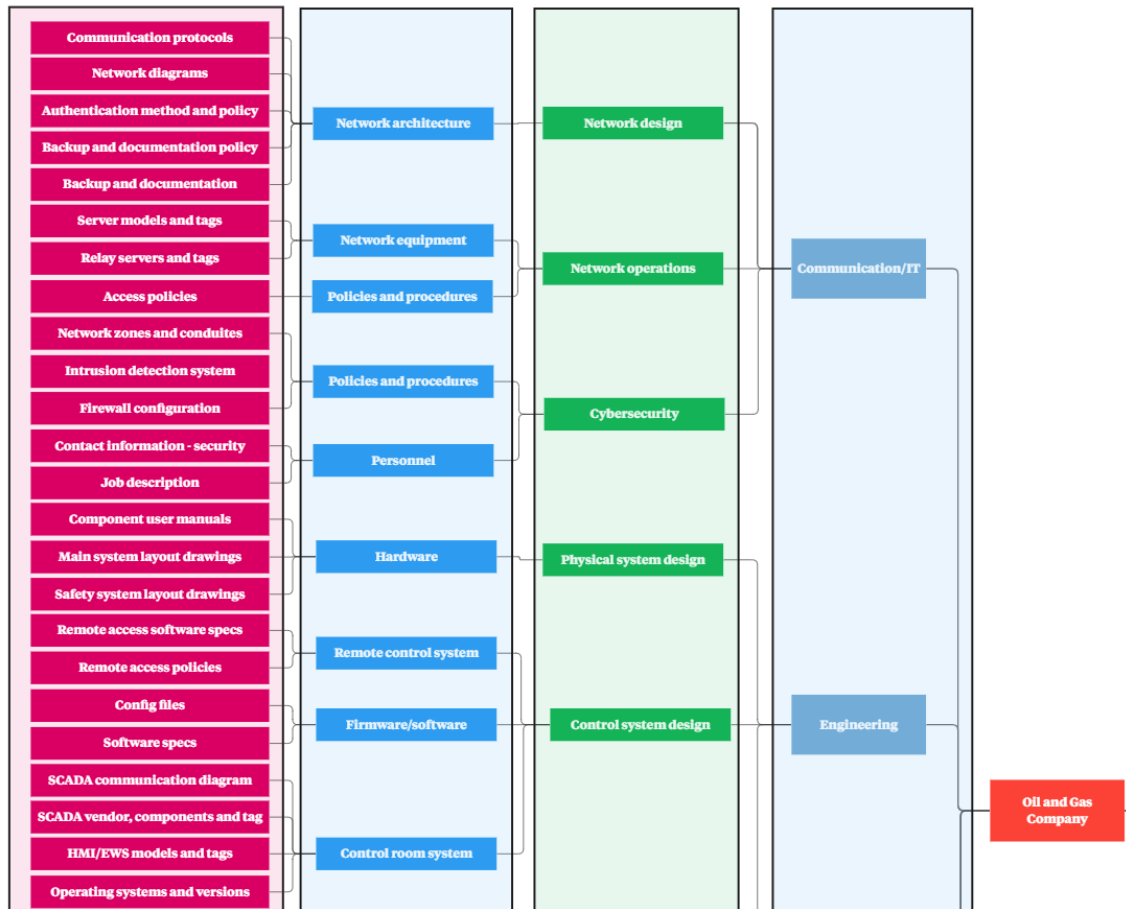 Communication protocols
Network diagrams
Authentication method and policy
Backup and documentation policy
Backup and documentation
Server models and tags
Relay servers and tags
Access policies
Network zones and conduites
Intrusion detection system
Firewall configuration
Contact information - security
Job description
Component user manuals
Main system layout drawings
Safety system layout drawings
Remote access software specs
Remote access policies
Config files
Software specs
SCADA communication diagram
SCADA vendor, components and tag
HMI/EWS models and tags
Operating systems and versions
Network architecture
Network equipment
Policies and procedures
Policies and procedures
Personnel
Hardware
Remote control system
Firmware/software
Control room system
Network design
Network operations
Cybersecurity
Physical system design
Control system design
Communication/IT
Engineering
Oil and Gas
Company